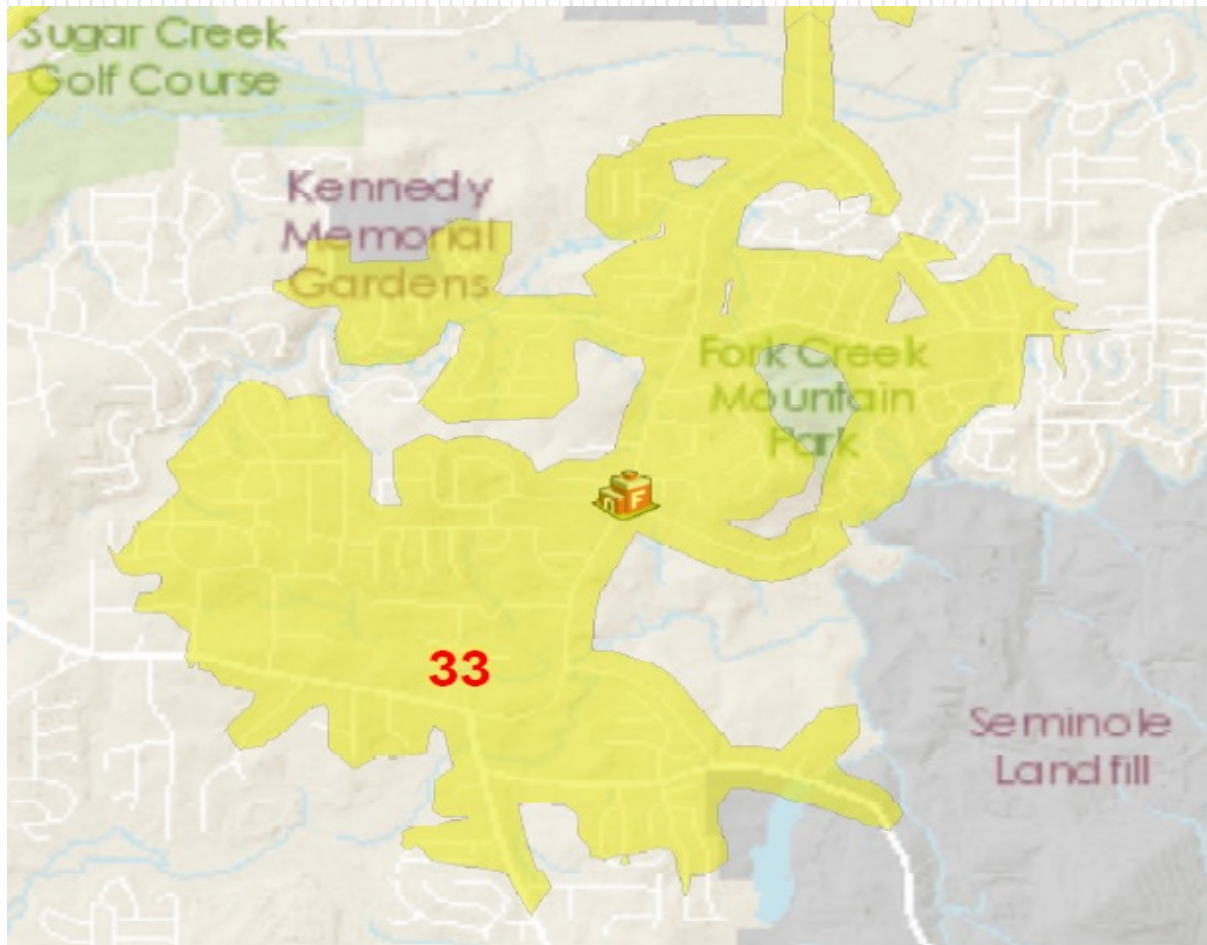 Sugar Creek
Golf Course
Kennedy
Memorial
Gardens
Fork Creek
Mountain
Park
F
33
Seminole
Landfill